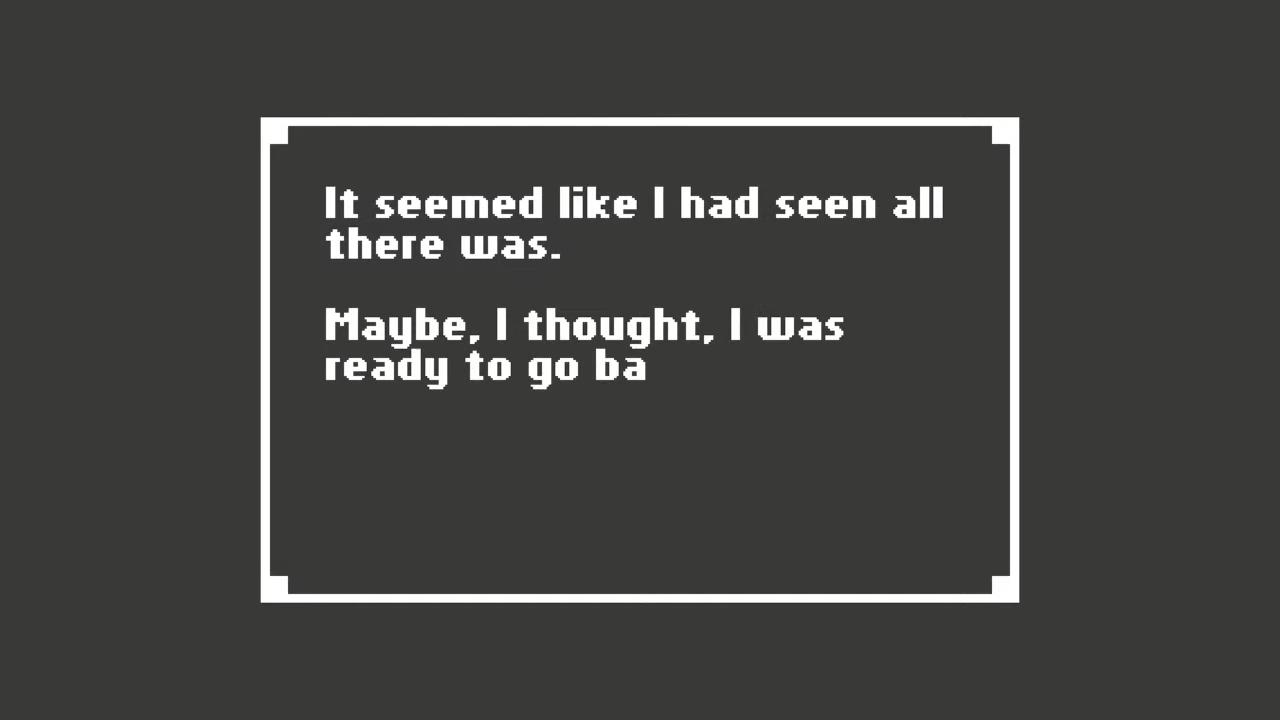 It seemed like I had seen all
there was.
Maybe, I thought, I was
ready to go ba